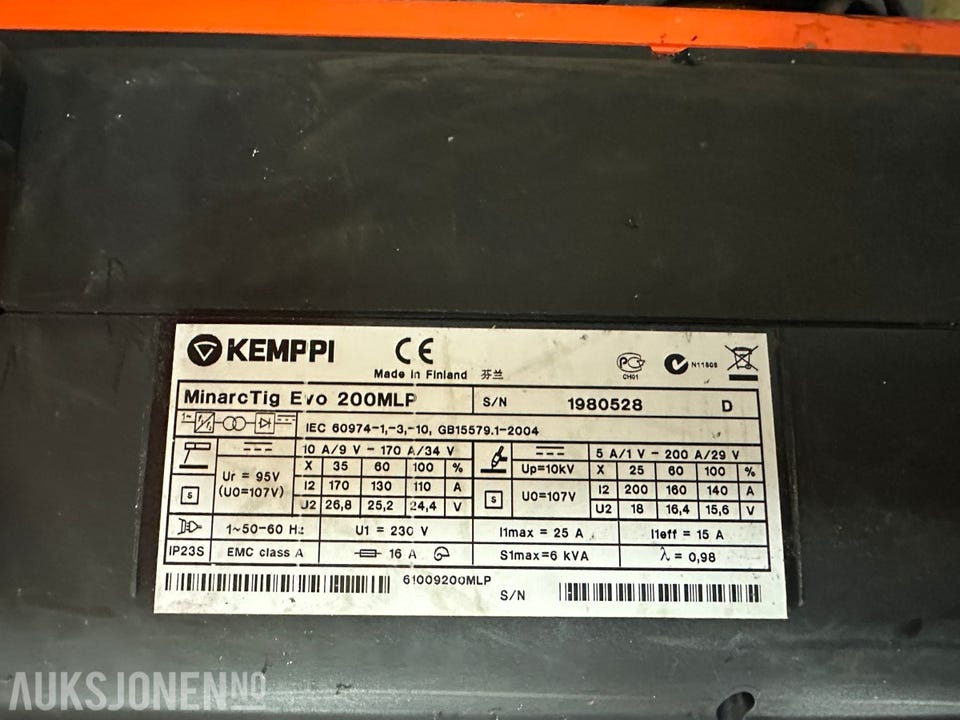 KEMPPI CE
Made in Finland 芬兰
PC CH01 N11808
MinarcTig Evo 200MLP S/N 1980528 D
1~ IEC 60974-1,-3,-10, GB15579.1-2004
10 A/9 V - 170 A/34 V 5 A/1 V - 200 A/29 V
Ur = 95V (U0=107V) X 35 60 100 % Up=10kV X 25 60 100 %
S I2 170 130 110 A S U0=107V I2 200 160 140 A
U2 26,8 25,2 24,4 V U2 18 16,4 15,6 V
1~50-60 Hz U1 = 230 V I1max = 25 A I1eff = 15 A
IP23S EMC class A 16 A S1max=6 kVA λ = 0,98
61009200MLP
S/N
AUKSJONEN.NO